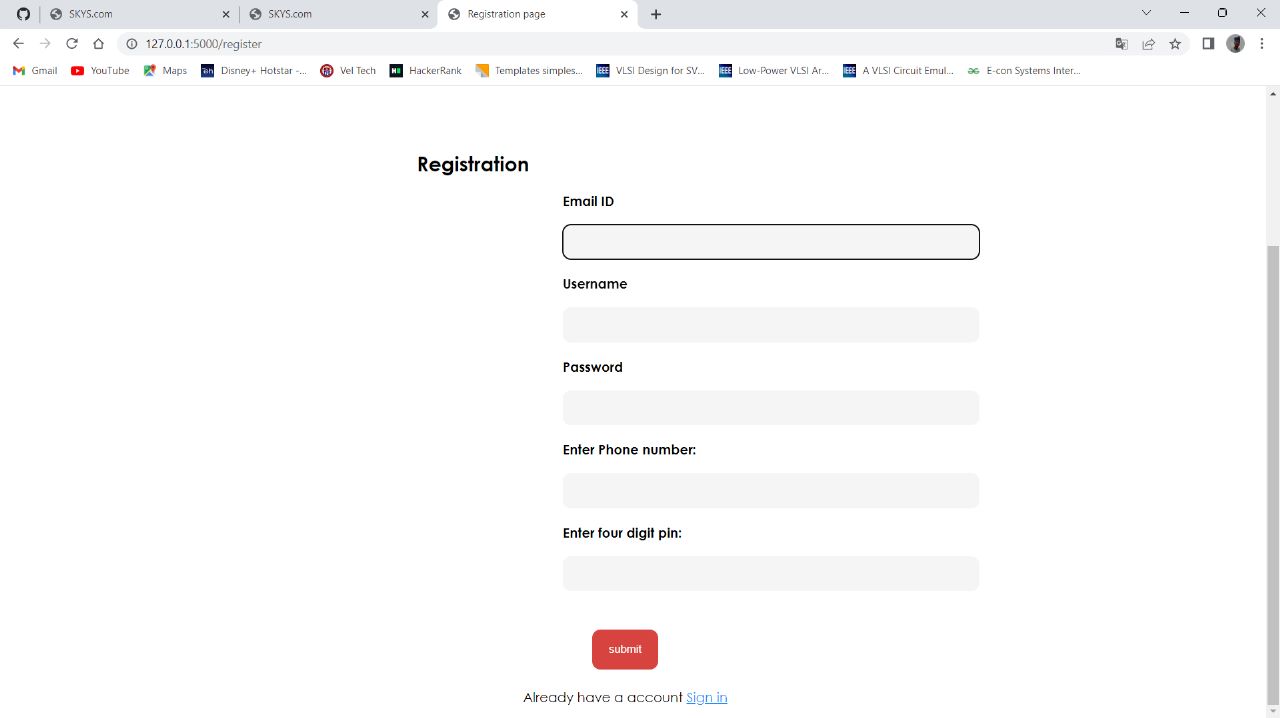 SKYS.com SKYS.com Registration page
127.0.0.1:5000/register
Gmail YouTube Maps Disney+ Hotstar -... Vel Tech HackerRank Templates simples... VLSI Design for SV... Low-Power VLSI Ar... A VLSI Circuit Emul... E-con Systems Inter...
Registration
Email ID
Username
Password
Enter Phone number:
Enter four digit pin:
submit
Already have a account Sign in